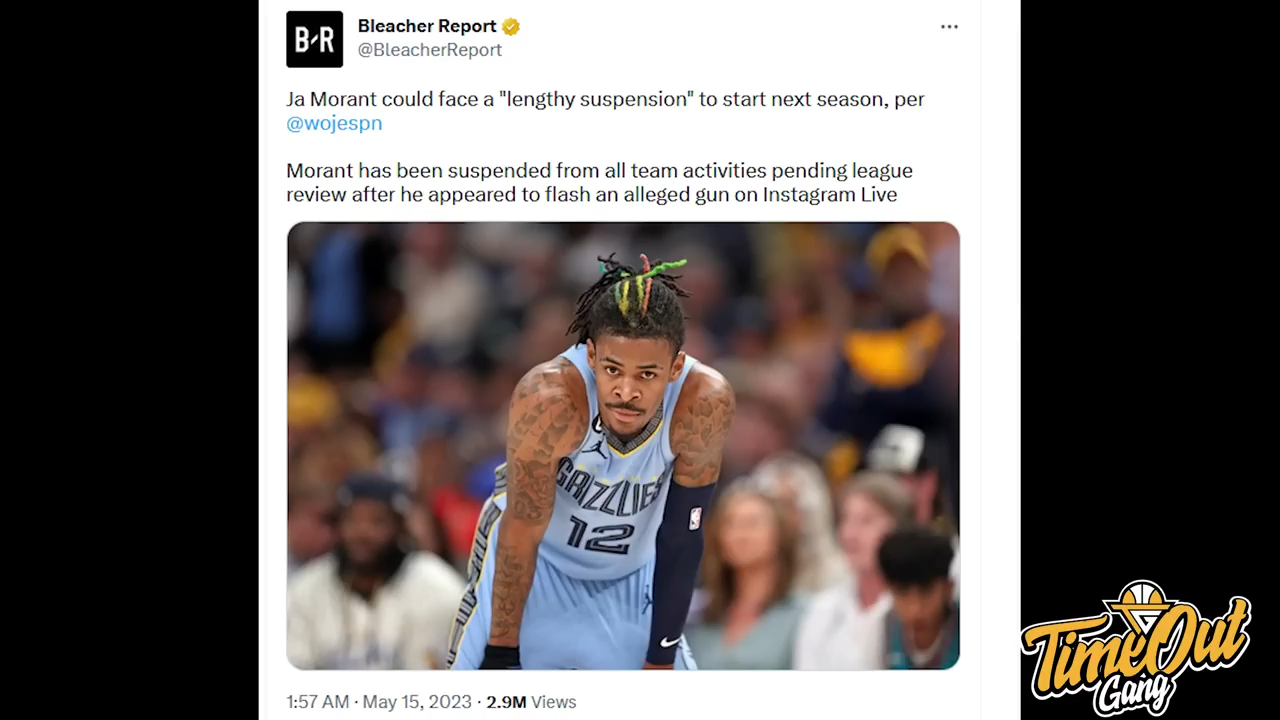 B/R
Bleacher Report
@BleacherReport
Ja Morant could face a "lengthy suspension" to start next season, per
@wojespn
Morant has been suspended from all team activities pending league
review after he appeared to flash an alleged gun on Instagram Live
GRIZZLIES
12
1:57 AM · May 15, 2023 · 2.9M Views
TimeOut
Gang